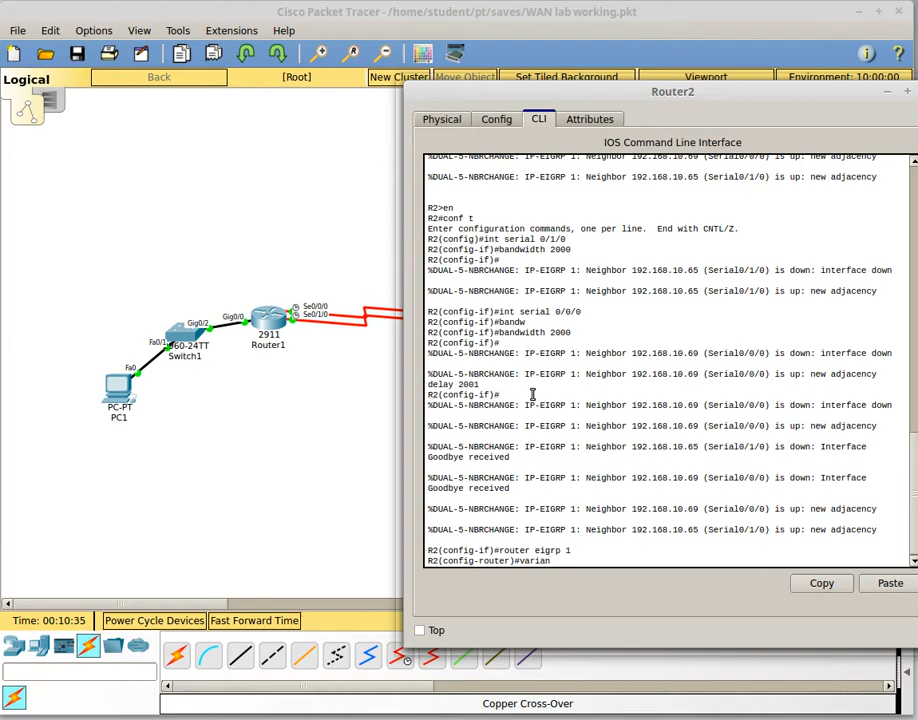 Cisco Packet Tracer - /home/student/pt/saves/WAN lab working.pkt
File Edit Options View Tools Extensions Help
Logical Back [Root] New Cluster Move Object Set Tiled Background Viewport Environment: 10:00:00
Router2
Physical Config CLI Attributes
IOS Command Line Interface
%DUAL-5-NBRCHANGE: IP-EIGRP 1: Neighbor 192.168.10.69 (Serial0/0/0) is up: new adjacency
%DUAL-5-NBRCHANGE: IP-EIGRP 1: Neighbor 192.168.10.65 (Serial0/1/0) is up: new adjacency
R2>en
R2#conf t
Enter configuration commands, one per line. End with CNTL/Z.
R2(config)#int serial 0/1/0
R2(config-if)#bandwidth 2000
R2(config-if)#
%DUAL-5-NBRCHANGE: IP-EIGRP 1: Neighbor 192.168.10.65 (Serial0/1/0) is down: interface down
%DUAL-5-NBRCHANGE: IP-EIGRP 1: Neighbor 192.168.10.65 (Serial0/1/0) is up: new adjacency
R2(config-if)#int serial 0/0/0
R2(config-if)#bandw
R2(config-if)#bandwidth 2000
R2(config-if)#
%DUAL-5-NBRCHANGE: IP-EIGRP 1: Neighbor 192.168.10.69 (Serial0/0/0) is down: interface down
%DUAL-5-NBRCHANGE: IP-EIGRP 1: Neighbor 192.168.10.69 (Serial0/0/0) is up: new adjacency
delay 2001
R2(config-if)#
%DUAL-5-NBRCHANGE: IP-EIGRP 1: Neighbor 192.168.10.69 (Serial0/0/0) is down: interface down
%DUAL-5-NBRCHANGE: IP-EIGRP 1: Neighbor 192.168.10.69 (Serial0/0/0) is up: new adjacency
%DUAL-5-NBRCHANGE: IP-EIGRP 1: Neighbor 192.168.10.65 (Serial0/1/0) is down: Interface
Goodbye received
%DUAL-5-NBRCHANGE: IP-EIGRP 1: Neighbor 192.168.10.69 (Serial0/0/0) is down: Interface
Goodbye received
%DUAL-5-NBRCHANGE: IP-EIGRP 1: Neighbor 192.168.10.69 (Serial0/0/0) is up: new adjacency
%DUAL-5-NBRCHANGE: IP-EIGRP 1: Neighbor 192.168.10.65 (Serial0/1/0) is up: new adjacency
R2(config-if)#router eigrp 1
R2(config-router)#varian
Copy Paste
Top
Se0/0/0
Se0/1/0
Gig0/0
2911
Router1
Gig0/2
Fa0/1
960-24TT
Switch1
Fa0
PC-PT
PC1
Time: 00:10:35 Power Cycle Devices Fast Forward Time
Copper Cross-Over